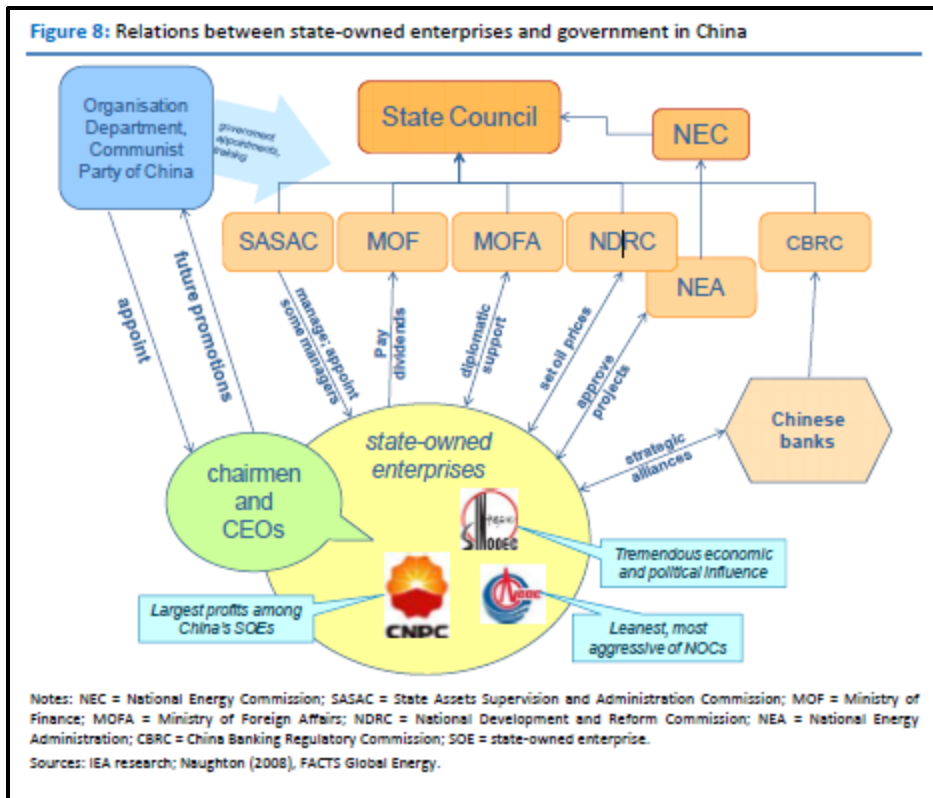 Figure 8: Relations between state-owned enterprises and government in China
Organisation
Department,
Communist
Party of China
government
appointments,
training
State Council
NEC
SASAC
MOF
MOFA
NDRC
NEA
CBRC
appoint
future promotions
manage; appoint
some managers
Pay
dividends
diplomatic
support
set oil prices
approve
projects
strategic
alliances
Chinese
banks
state-owned
enterprises
chairmen
and
CEOs
SINOPEC
CNPC
CNOOC
Tremendous economic
and political influence
Largest profits among
China's SOEs
Leanest, most
aggressive of NOCs
Notes: NEC = National Energy Commission; SASAC = State Assets Supervision and Administration Commission; MOF = Ministry of
Finance; MOFA = Ministry of Foreign Affairs; NDRC = National Development and Reform Commission; NEA = National Energy
Administration; CBRC = China Banking Regulatory Commission; SOE = state-owned enterprise.
Sources: IEA research; Naughton (2008), FACTS Global Energy.